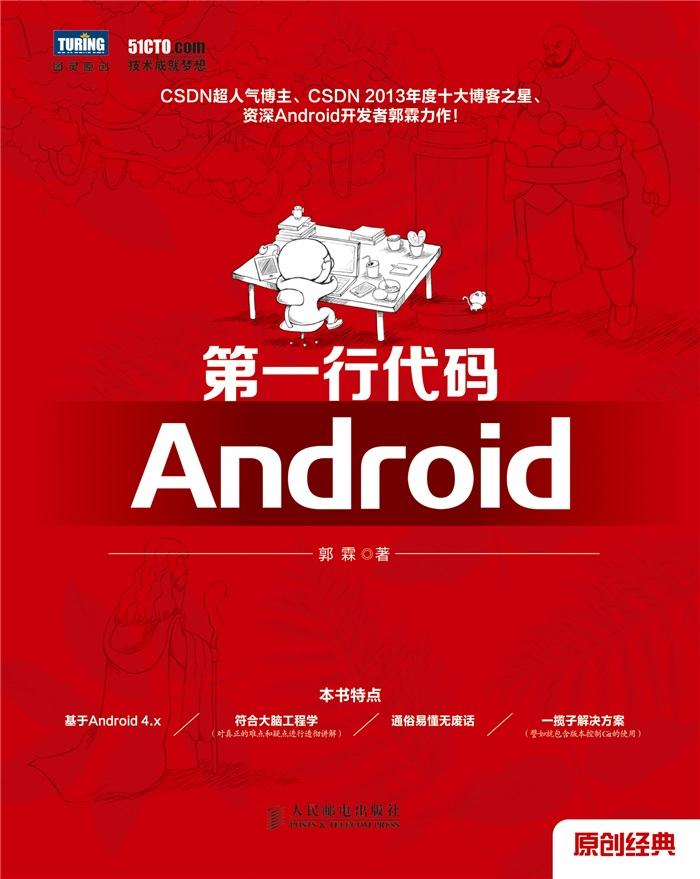 TURING
图灵原创
51CTO.com
技术成就梦想
CSDN超人气博主、CSDN 2013年度十大博客之星、
资深Android开发者郭霖力作！
第一行代码
Android
郭 霖 ◎ 著
本书特点
基于Android 4.x
符合大脑工程学
（对真正的难点和疑点进行透彻讲解）
通俗易懂无废话
一揽子解决方案
（譬如就包含版本控制Git的使用）
人民邮电出版社
POSTS & TELECOM PRESS
原创经典